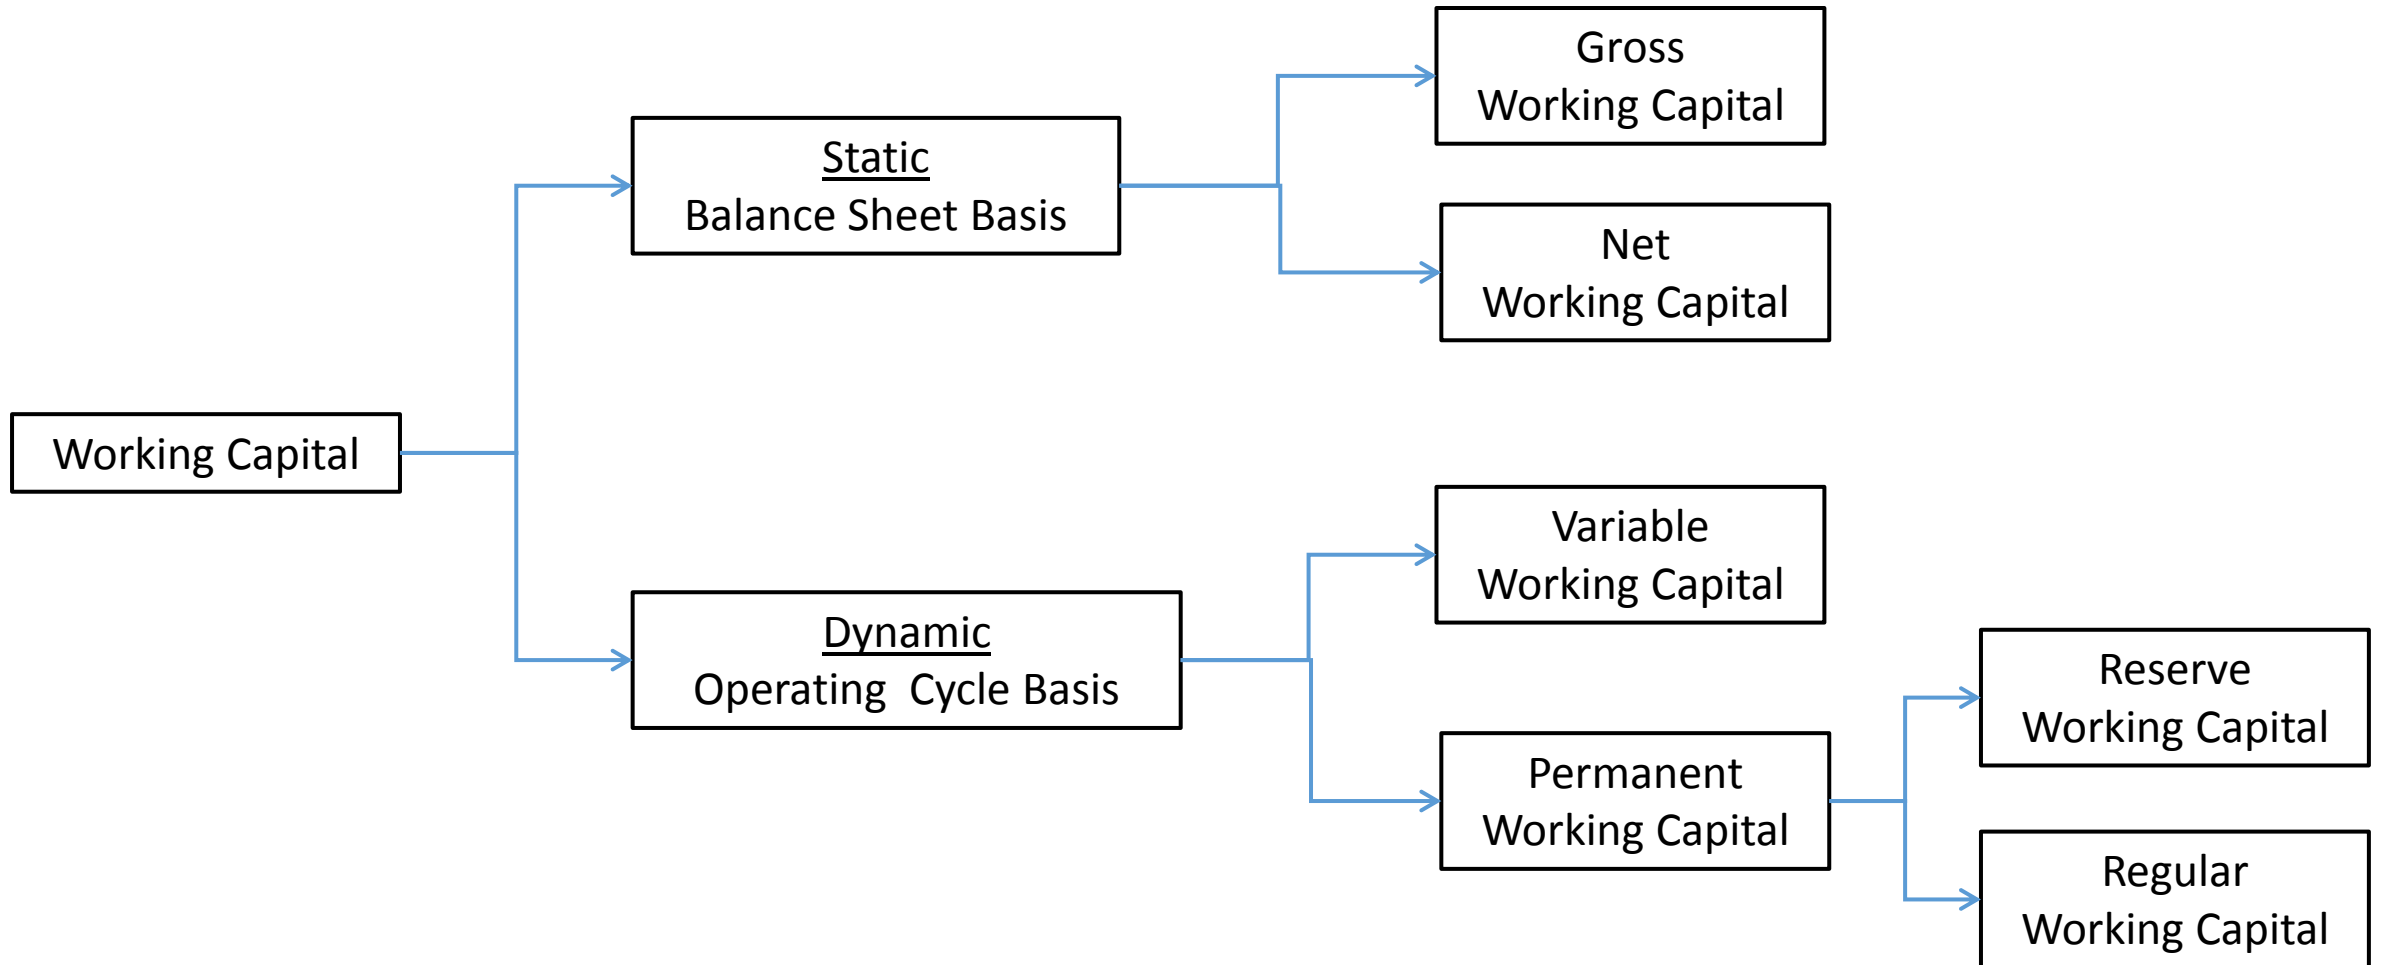 Gross
Working Capital
Static
Balance Sheet Basis
Net
Working Capital
Working Capital
Variable
Working Capital
Dynamic
Operating  Cycle Basis
Reserve
Working Capital
Permanent
Working Capital
Regular
Working Capital